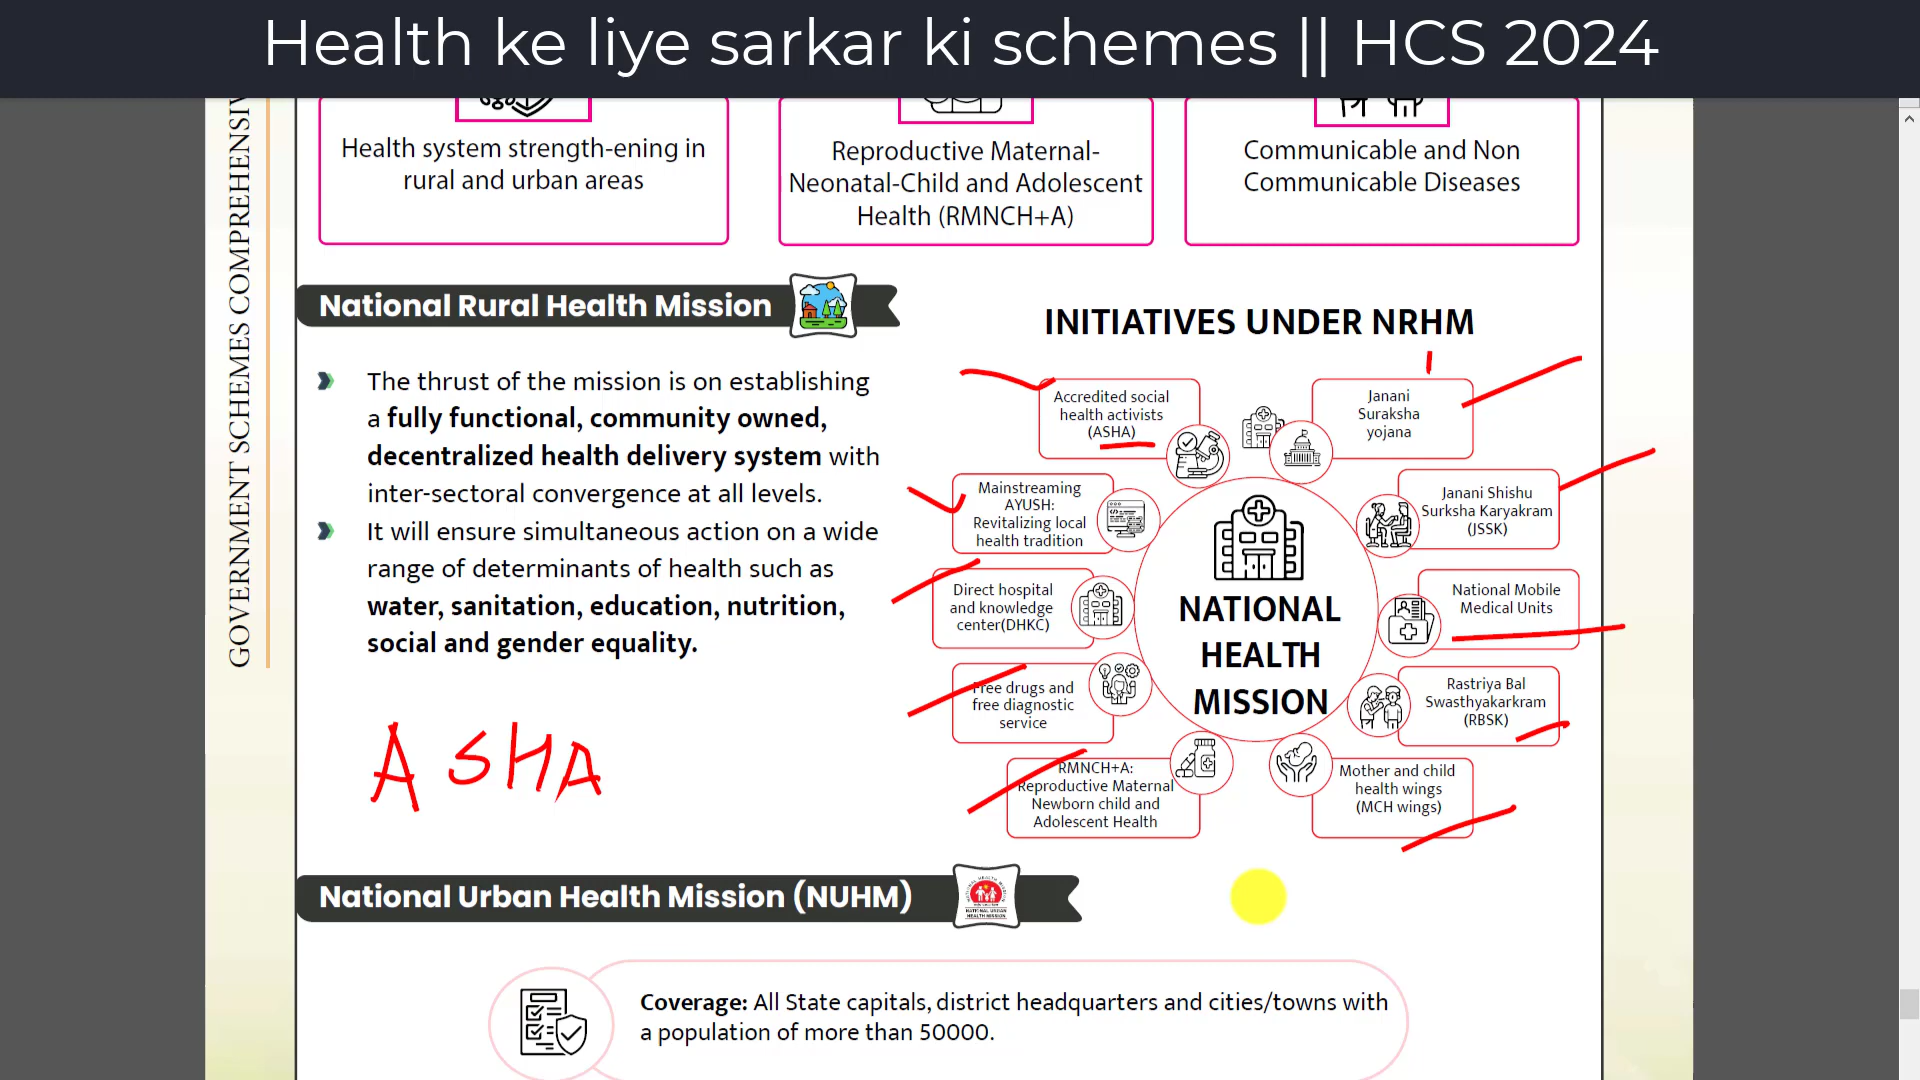 Health ke liye sarkar ki schemes || HCS 2024
GOVERNMENT SCHEMES COMPREHENSIV
Health system strength-ening in
rural and urban areas
Reproductive Maternal-
Neonatal-Child and Adolescent
Health (RMNCH+A)
Communicable and Non
Communicable Diseases
National Rural Health Mission
The thrust of the mission is on establishing
a fully functional, community owned,
decentralized health delivery system with
inter-sectoral convergence at all levels.
It will ensure simultaneous action on a wide
range of determinants of health such as
water, sanitation, education, nutrition,
social and gender equality.
ASHA
INITIATIVES UNDER NRHM
Accredited social
health activists
(ASHA)
Mainstreaming
AYUSH:
Revitalizing local
health tradition
Direct hospital
and knowledge
center(DHKC)
Free drugs and
free diagnostic
service
RMNCH+A:
Reproductive Maternal
Newborn child and
Adolescent Health
Janani
Suraksha
yojana
Janani Shishu
Surksha Karyakram
(JSSK)
National Mobile
Medical Units
Rastriya Bal
Swasthyakarkram
(RBSK)
Mother and child
health wings
(MCH wings)
NATIONAL
HEALTH
MISSION
National Urban Health Mission (NUHM)
Coverage: All State capitals, district headquarters and cities/towns with
a population of more than 50000.